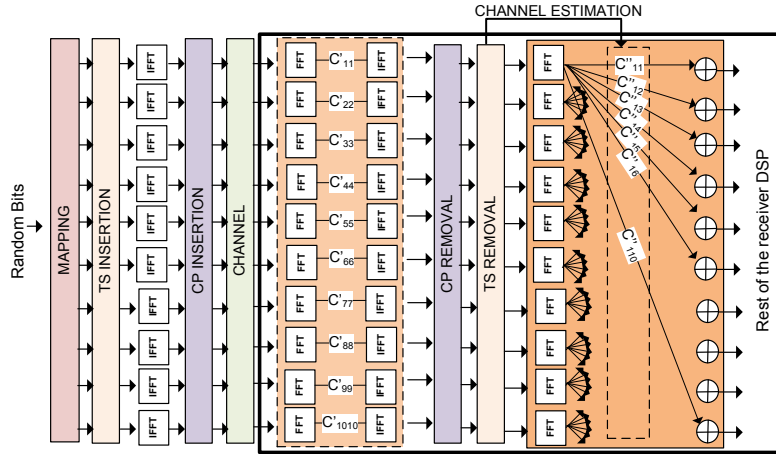 CHANNEL ESTIMATION
Random Bits
MAPPING
TS INSERTION
IFFT
IFFT
IFFT
IFFT
IFFT
IFFT
IFFT
IFFT
IFFT
IFFT
CP INSERTION
CHANNEL
FFT C'11 IFFT
FFT C'22 IFFT
FFT C'33 IFFT
FFT C'44 IFFT
FFT C'55 IFFT
FFT C'66 IFFT
FFT C'77 IFFT
FFT C'88 IFFT
FFT C'99 IFFT
FFT C'1010 IFFT
CP REMOVAL
TS REMOVAL
FFT
FFT
FFT
FFT
FFT
FFT
FFT
FFT
FFT
FFT
C''11
C''12
C''13
C''14
C''15
C''16
C''110
Rest of the receiver DSP